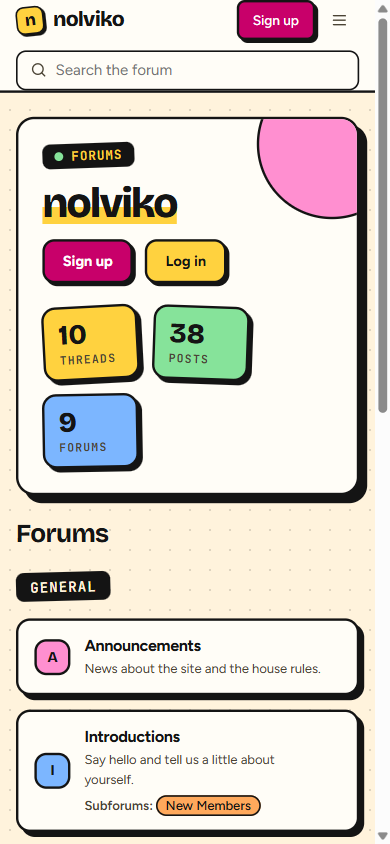 n nolviko
Sign up
Search the forum
FORUMS
nolviko
Sign up
Log in
10
THREADS
38
POSTS
9
FORUMS
Forums
GENERAL
A
Announcements
News about the site and the house rules.
I
Introductions
Say hello and tell us a little about
yourself.
Subforums: New Members